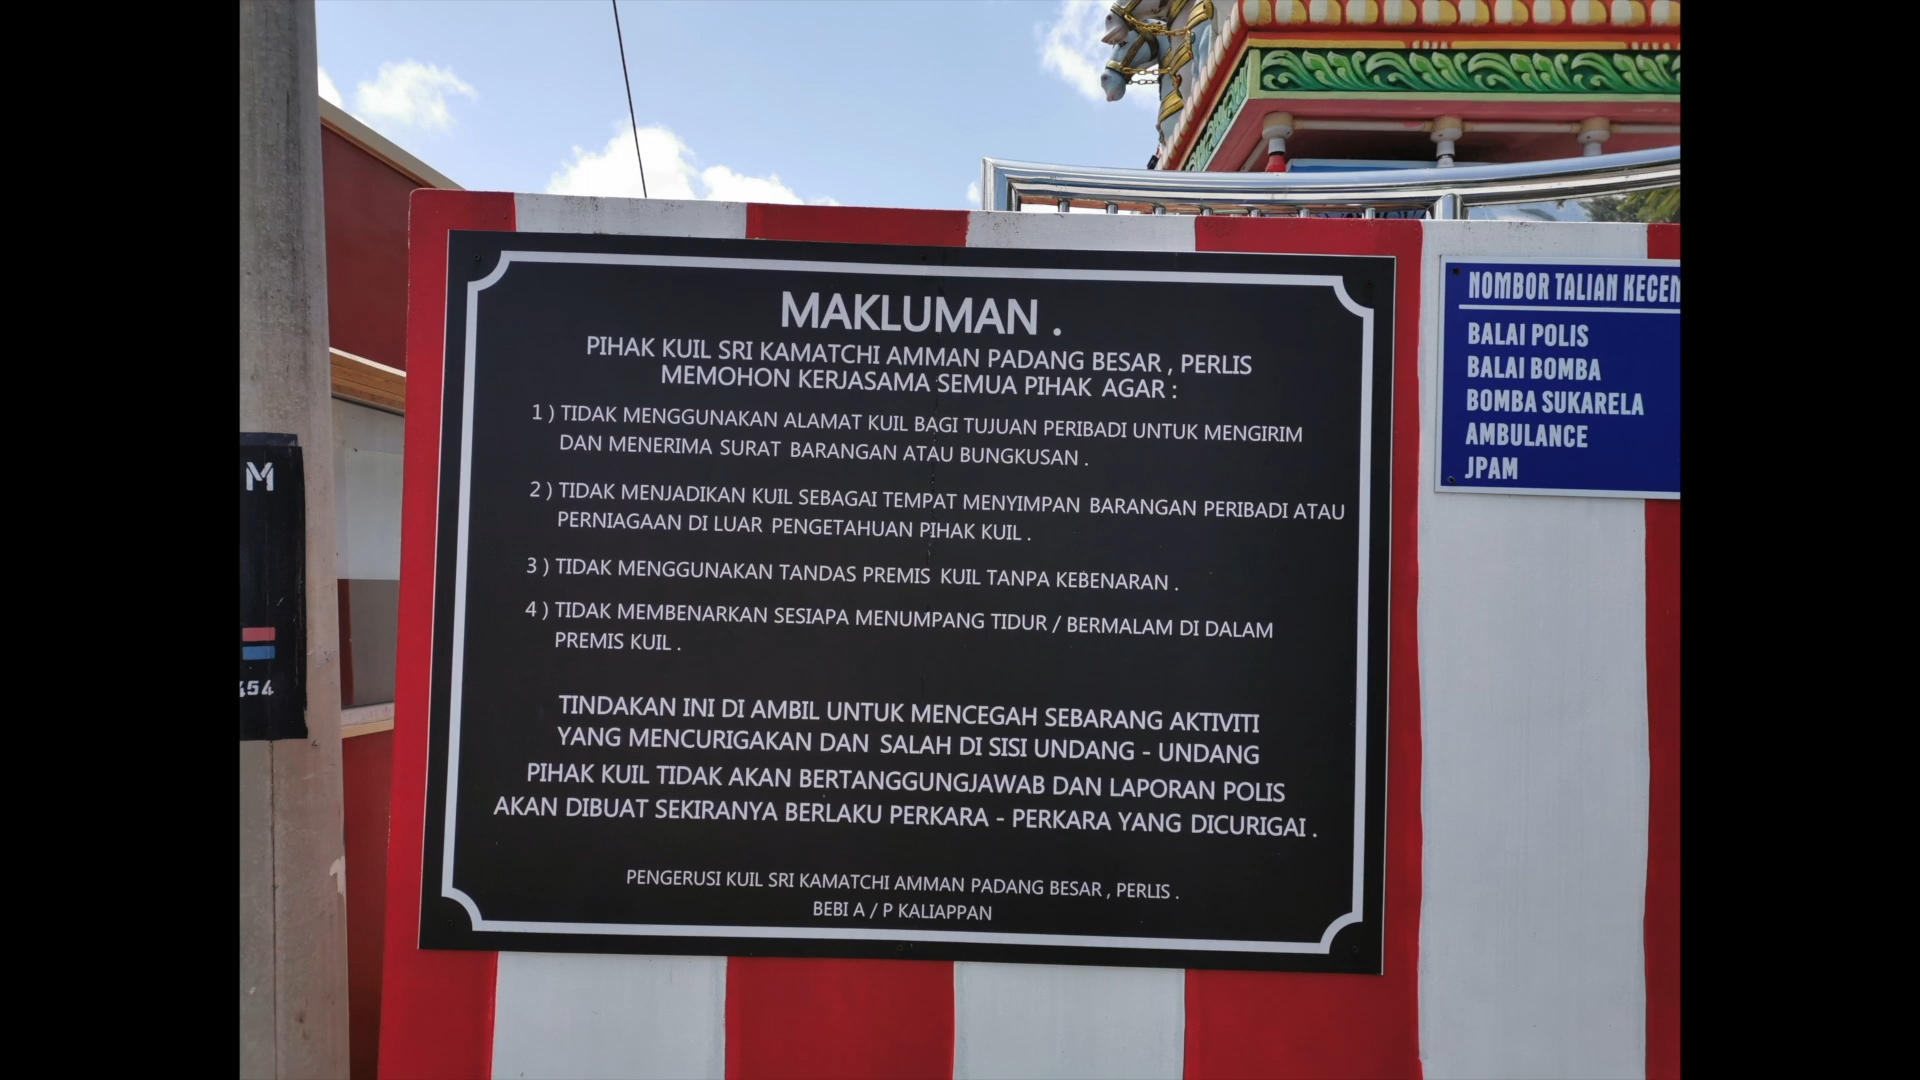 MAKLUMAN .
PIHAK KUIL SRI KAMATCHI AMMAN PADANG BESAR , PERLIS
MEMOHON KERJASAMA SEMUA PIHAK AGAR :
1 ) TIDAK MENGGUNAKAN ALAMAT KUIL BAGI TUJUAN PERIBADI UNTUK MENGIRIM
DAN MENERIMA SURAT BARANGAN ATAU BUNGKUSAN .
2 ) TIDAK MENJADIKAN KUIL SEBAGAI TEMPAT MENYIMPAN BARANGAN PERIBADI ATAU
PERNIAGAAN DI LUAR PENGETAHUAN PIHAK KUIL .
3 ) TIDAK MENGGUNAKAN TANDAS PREMIS KUIL TANPA KEBENARAN .
4 ) TIDAK MEMBENARKAN SESIAPA MENUMPANG TIDUR / BERMALAM DI DALAM
PREMIS KUIL .
TINDAKAN INI DI AMBIL UNTUK MENCEGAH SEBARANG AKTIVITI
YANG MENCURIGAKAN DAN SALAH DI SISI UNDANG - UNDANG
PIHAK KUIL TIDAK AKAN BERTANGGUNGJAWAB DAN LAPORAN POLIS
AKAN DIBUAT SEKIRANYA BERLAKU PERKARA - PERKARA YANG DICURIGAI .
PENGERUSI KUIL SRI KAMATCHI AMMAN PADANG BESAR , PERLIS .
BEBI A / P KALIAPPAN
NOMBOR TALIAN
BALAI POLIS
BALAI BOMBA
BOMBA SUKARELA
AMBULANCE
JPAM
M
454